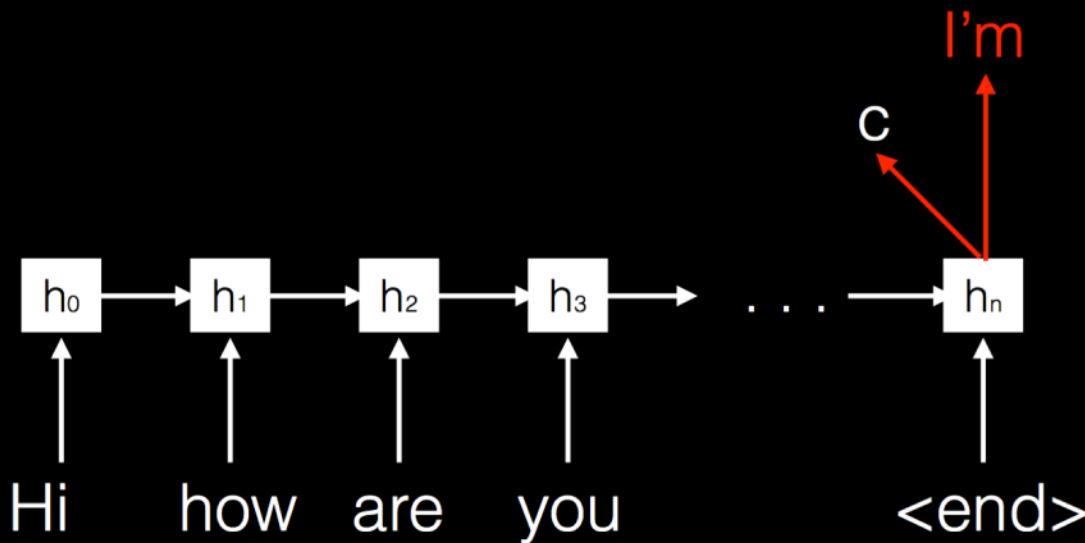 I'm
c
h₀ h₁ h₂ h₃ . . . hₙ
Hi how are you <end>